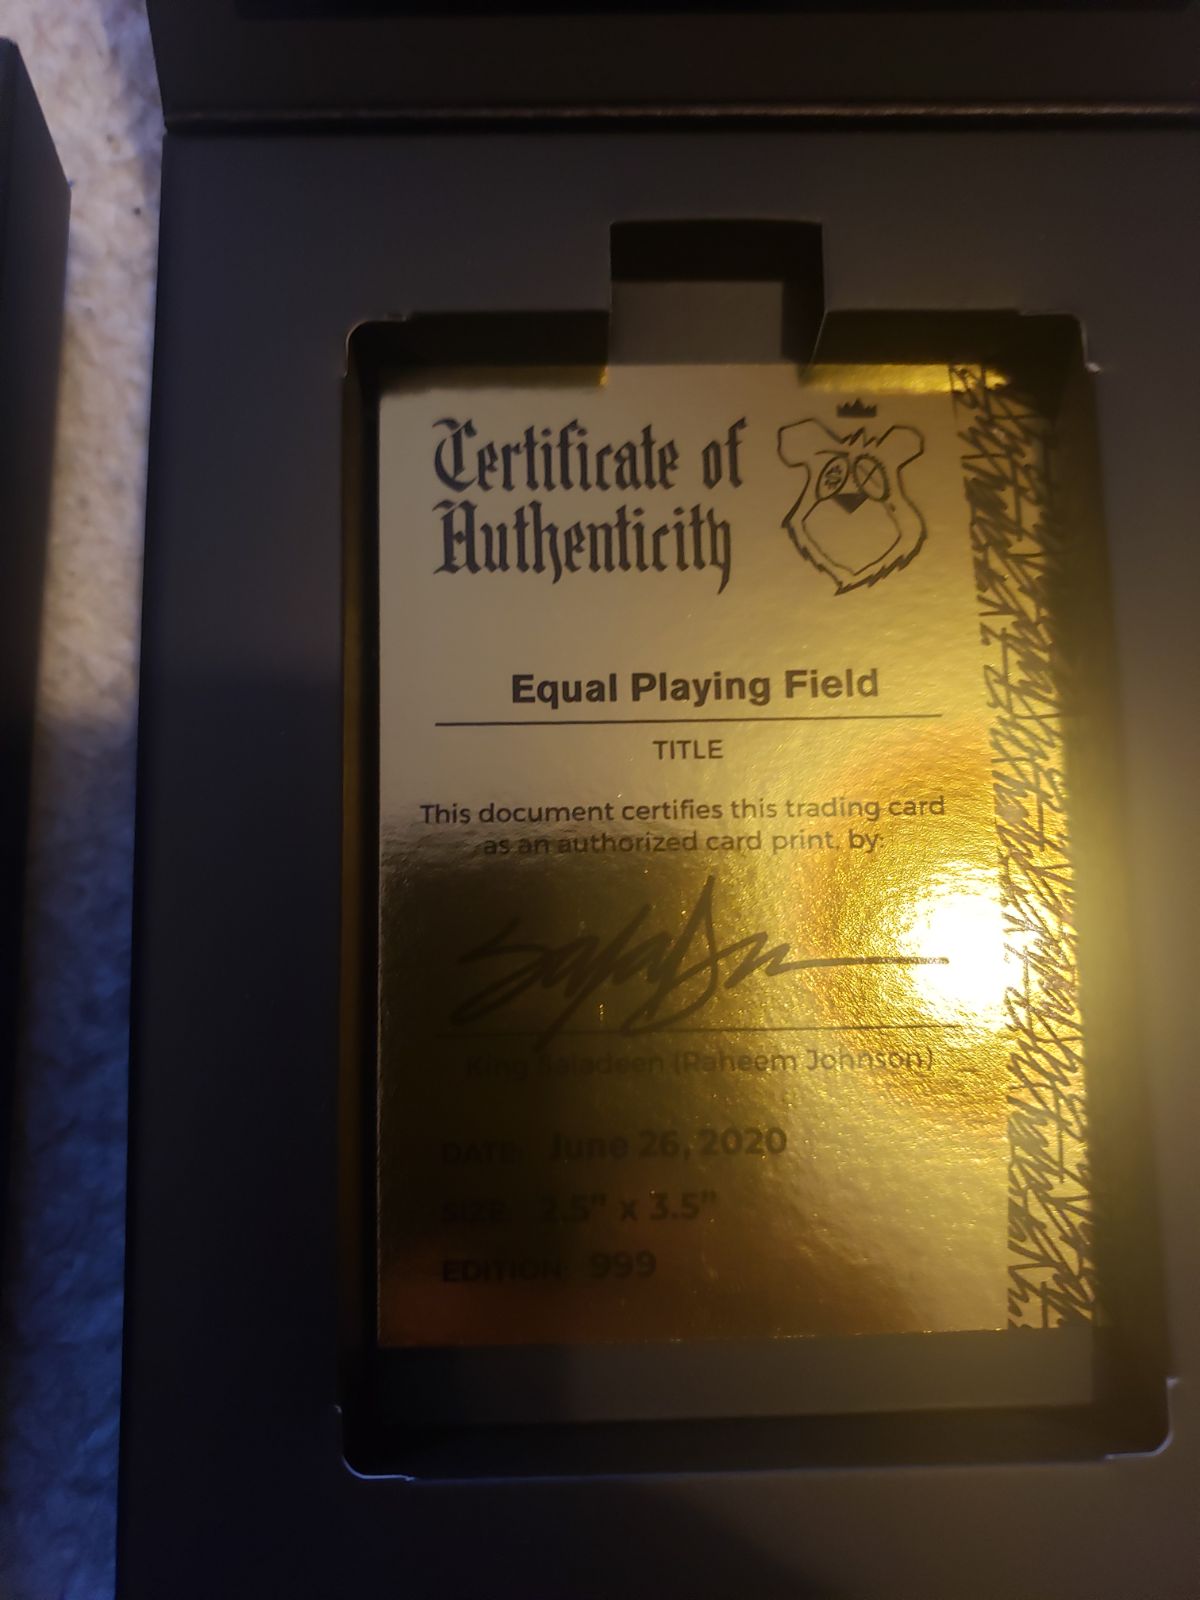 Certificate of
Authenticity
Equal Playing Field
TITLE
This document certifies this trading card
as an authorized card print, by:
King Saladeen (Raheem Johnson)
DATE: June 26, 2020
SIZE: 2.5" x 3.5"
EDITION: 999